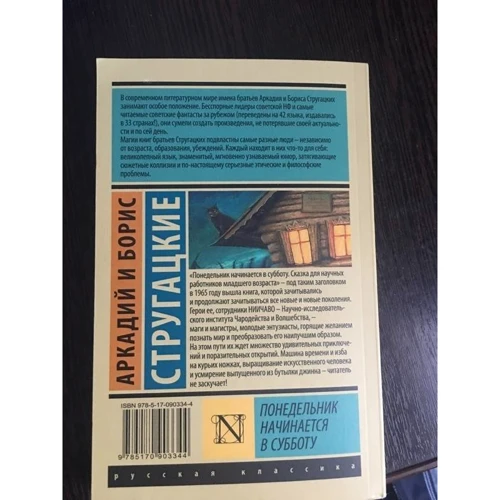 В современном литературном мире имена братьев Аркадия и Бориса Стругацких
занимают особое положение. Бесспорные лидеры советской НФ и самые
читаемые советские фантасты за рубежом (переведены на 42 языка, издавались
в 33 странах!), они сумели создать произведения, не потерявшие своей актуально-
сти и по сей день.
Магии книг братьев Стругацких подвластны самые разные люди – независимо
от возраста, образования, убеждений. Каждый находит в них что-то для себя:
великолепный язык, знаменитый, мгновенно узнаваемый юмор, затягивающие
сюжетные коллизии и по-настоящему серьезные этические и философские
проблемы.
АРКАДИЙ И БОРИС
СТРУГАЦКИЕ
«Понедельник начинается в субботу. Сказка для научных
работников младшего возраста» – под таким заголовком
в 1965 году вышла книга, которой зачитывались
и продолжают зачитываться все новые и новые поколения.
Герои ее, сотрудники НИИЧАВО – Научно-исследователь-
ского института Чародейства и Волшебства, –
маги и магистры, молодые энтузиасты, горящие желанием
познать мир и преобразовать его наилучшим образом.
На этом пути их ждет множество удивительных приключе-
ний и поразительных открытий. Машина времени и изба
на курьих ножках, выращивание искусственного человека
и усмирение выпущенного из бутылки джинна – читатель
не заскучает!
ISBN 978-5-17-090334-4
9 785170 903344
N
ПОНЕДЕЛЬНИК
НАЧИНАЕТСЯ
В СУББОТУ
русская классика